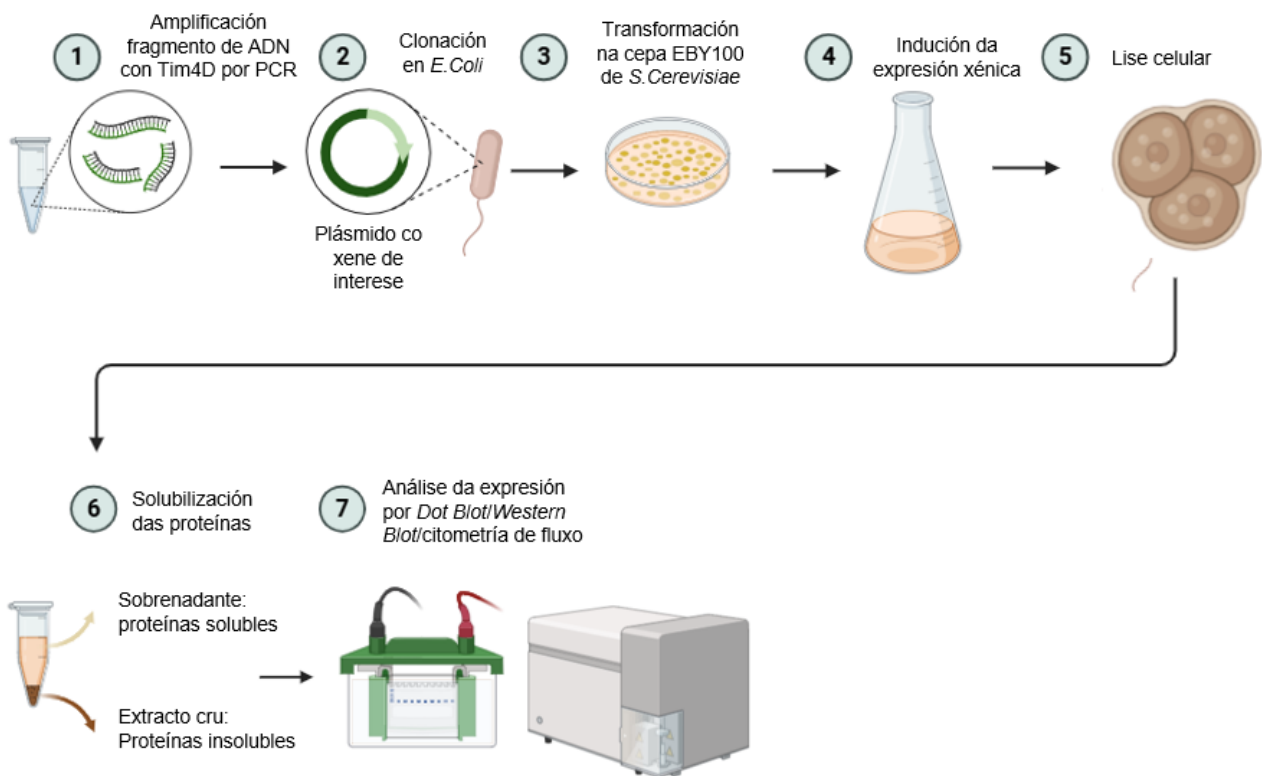 1
Amplificación
fragmento de ADN
con Tim4D por PCR
2
Clonación
en E.Coli
Plásmido co
xene de
interese
3
Transformación
na cepa EBY100
de S.Cerevisiae
4
Indución da
expresión xénica
5
Lise celular
6
Solubilización
das proteínas
Sobrenadante:
proteínas solubles
Extracto cru:
Proteínas insolubles
7
Análise da expresión
por Dot Blot/Western
Blot/citometría de fluxo